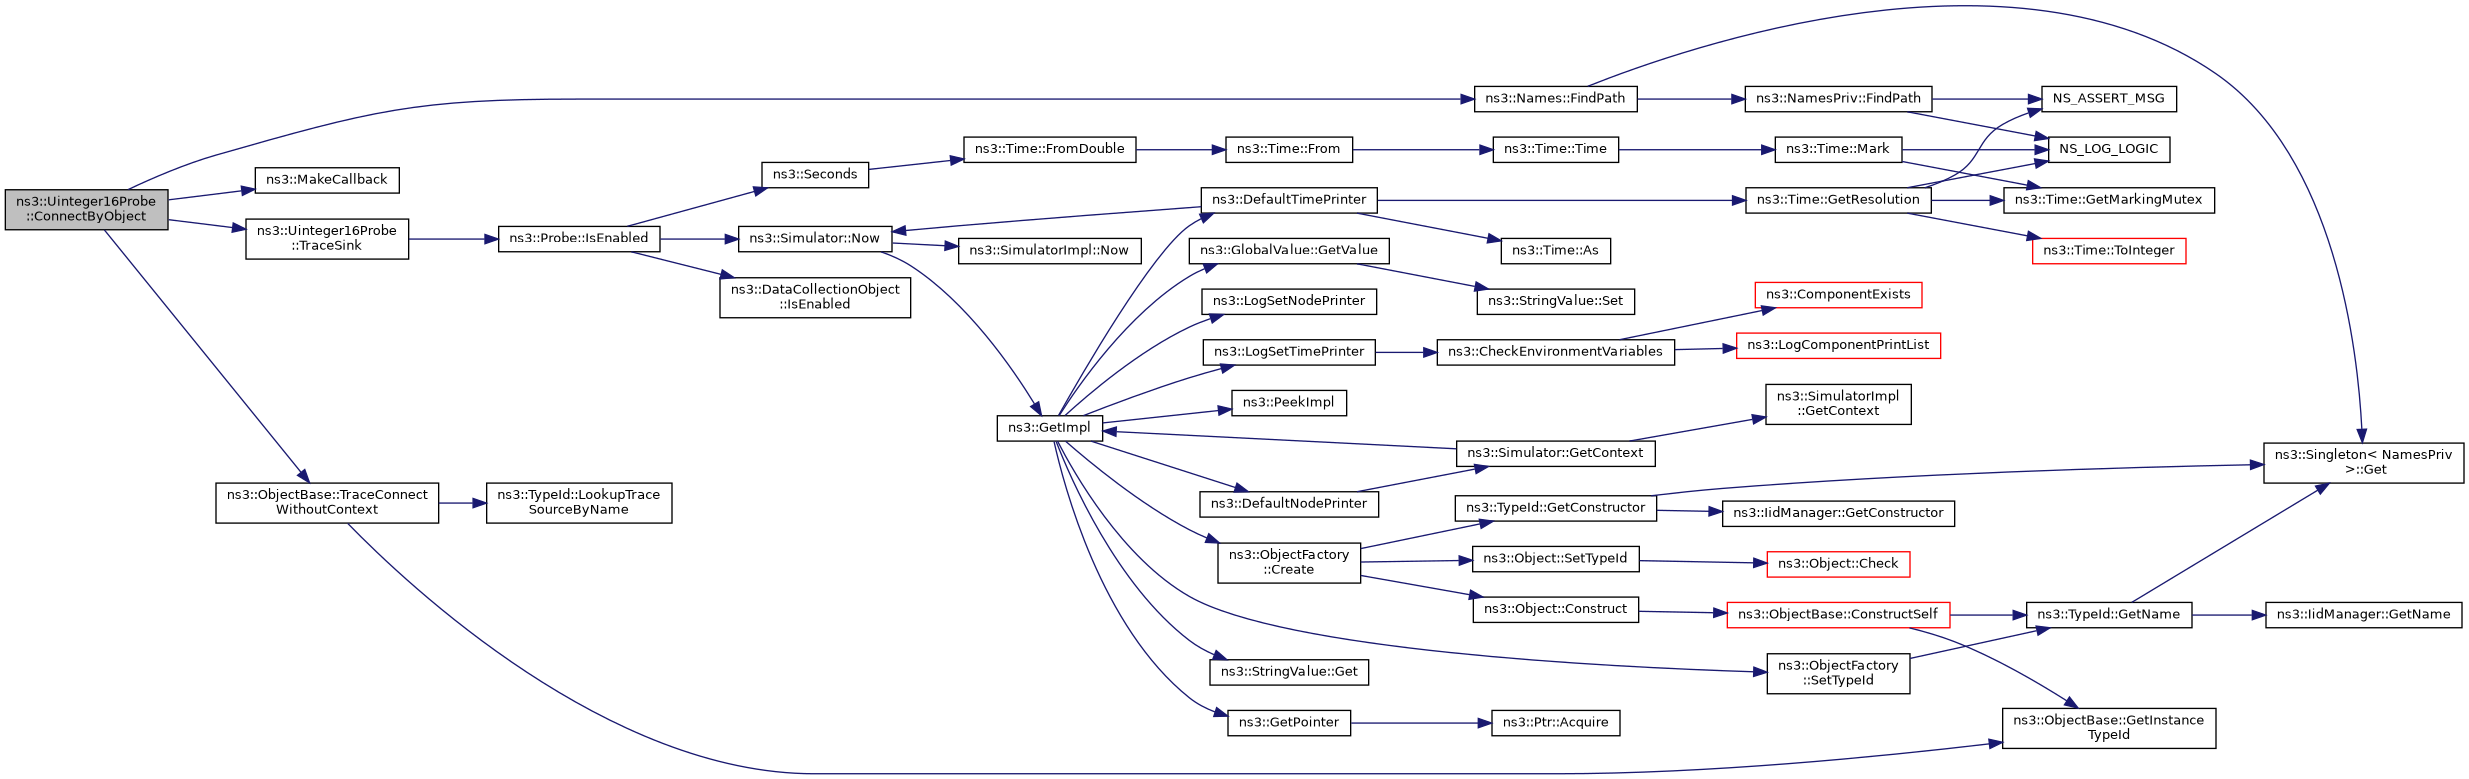 ns3::Uinteger16Probe
::ConnectByObject
ns3::MakeCallback
ns3::Uinteger16Probe
::TraceSink
ns3::ObjectBase::TraceConnect
WithoutContext
ns3::TypeId::LookupTrace
SourceByName
ns3::Probe::IsEnabled
ns3::Seconds
ns3::Simulator::Now
ns3::DataCollectionObject
::IsEnabled
ns3::Time::FromDouble
ns3::SimulatorImpl::Now
ns3::GetImpl
ns3::Time::From
ns3::DefaultTimePrinter
ns3::GlobalValue::GetValue
ns3::LogSetNodePrinter
ns3::LogSetTimePrinter
ns3::PeekImpl
ns3::DefaultNodePrinter
ns3::ObjectFactory
::Create
ns3::StringValue::Get
ns3::GetPointer
ns3::Names::FindPath
ns3::Time::Time
ns3::Time::As
ns3::StringValue::Set
ns3::CheckEnvironmentVariables
ns3::Simulator::GetContext
ns3::TypeId::GetConstructor
ns3::Object::SetTypeId
ns3::Object::Construct
ns3::Ptr::Acquire
ns3::NamesPriv::FindPath
ns3::Time::Mark
ns3::Time::GetResolution
ns3::ComponentExists
ns3::LogComponentPrintList
ns3::SimulatorImpl
::GetContext
ns3::IidManager::GetConstructor
ns3::Object::Check
ns3::ObjectBase::ConstructSelf
ns3::ObjectFactory
::SetTypeId
NS_ASSERT_MSG
NS_LOG_LOGIC
ns3::Time::GetMarkingMutex
ns3::Time::ToInteger
ns3::TypeId::GetName
ns3::ObjectBase::GetInstance
TypeId
ns3::Singleton< NamesPriv
>::Get
ns3::IidManager::GetName